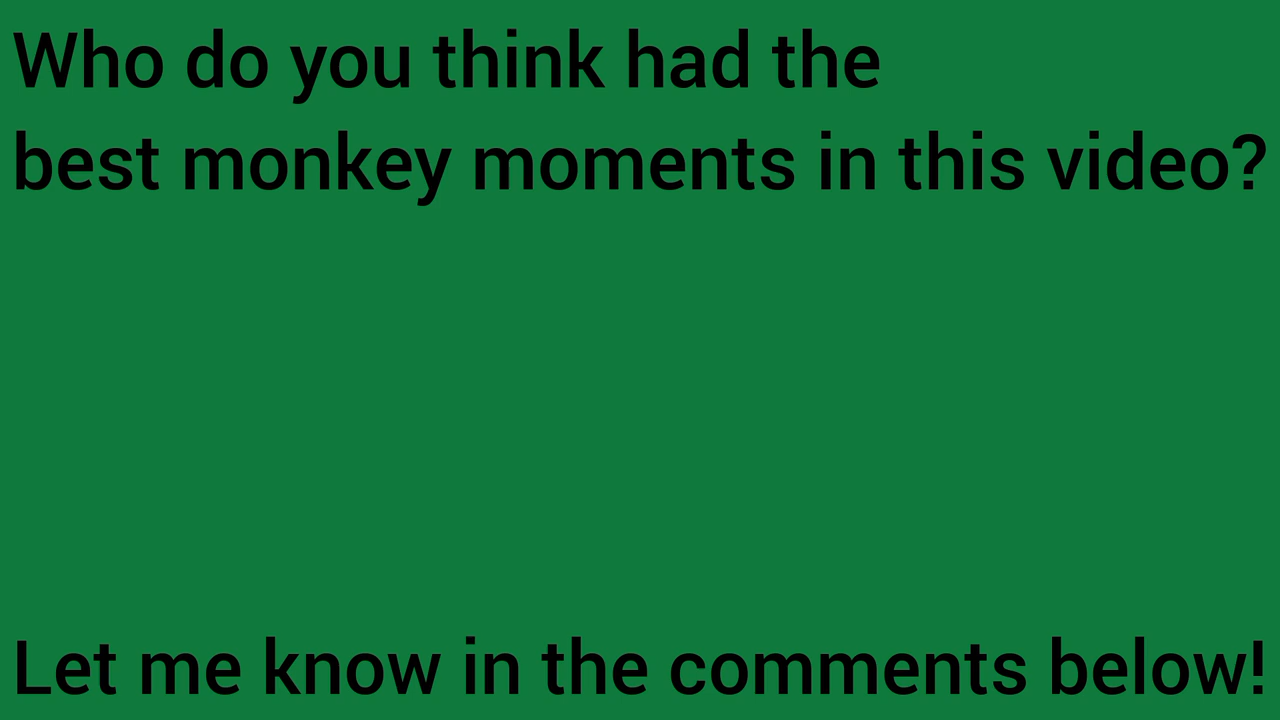 Who do you think had the
best monkey moments in this video?
Let me know in the comments below!